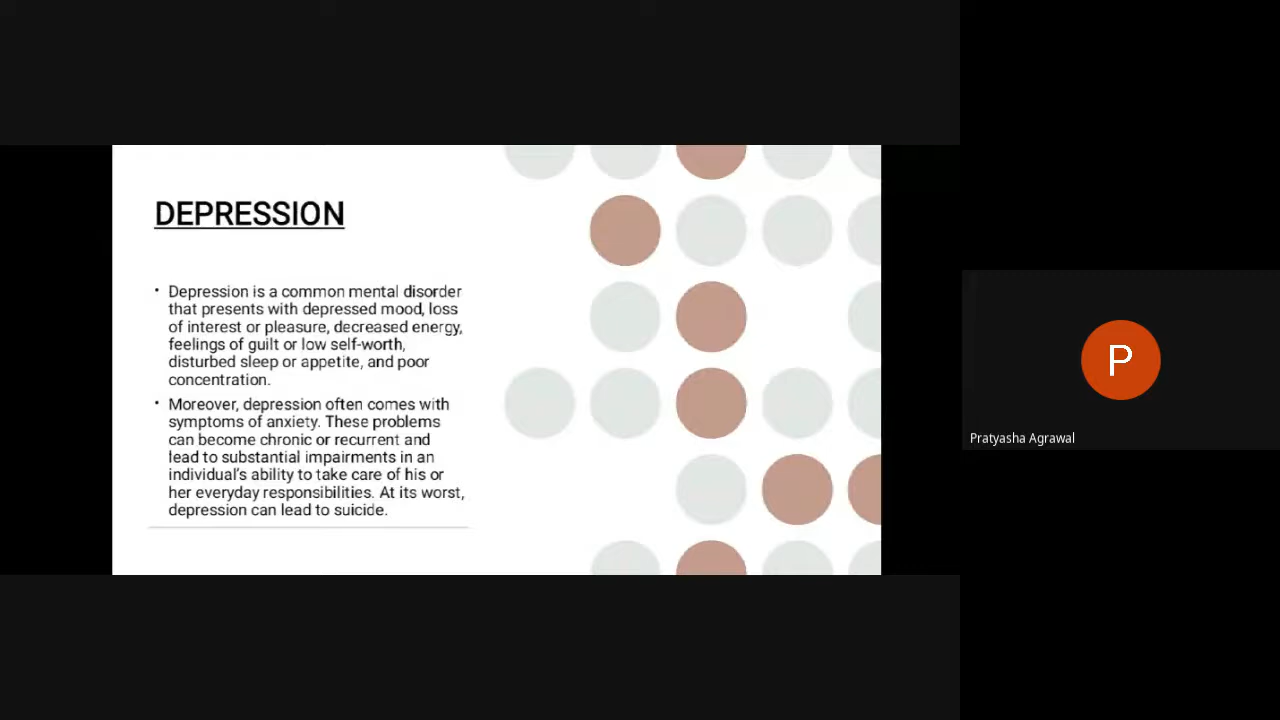 DEPRESSION
• Depression is a common mental disorder
that presents with depressed mood, loss
of interest or pleasure, decreased energy,
feelings of guilt or low self-worth,
disturbed sleep or appetite, and poor
concentration.
• Moreover, depression often comes with
symptoms of anxiety. These problems
can become chronic or recurrent and
lead to substantial impairments in an
individual's ability to take care of his or
her everyday responsibilities. At its worst,
depression can lead to suicide.
P
Pratyasha Agrawal